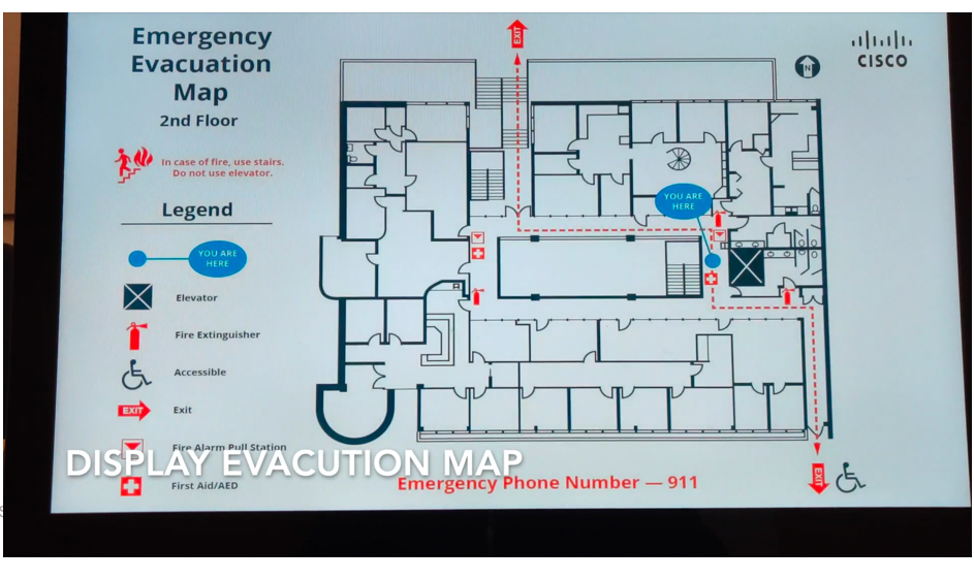 Emergency
Evacuation
Map
2nd Floor
In case of fire, use stairs.
Do not use elevator.
Legend
YOU ARE
HERE
Elevator
Fire Extinguisher
Accessible
EXIT
Exit
Fire Alarm Pull Station
First Aid/AED
EXIT
N
CISCO
YOU ARE
HERE
EXIT
DISPLAY EVACUTION MAP
Emergency Phone Number — 911